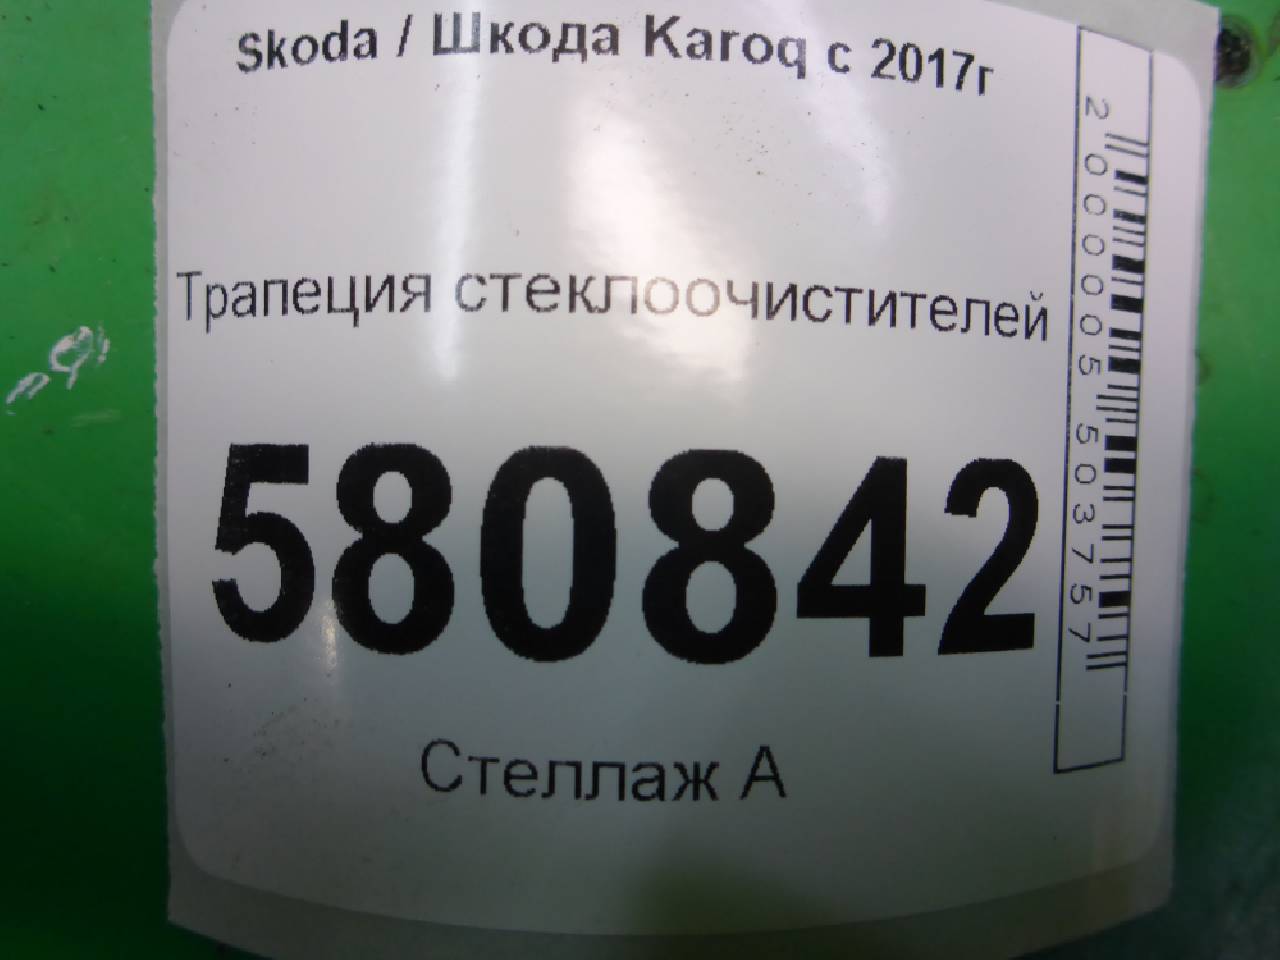 Skoda / Шкода Karoq с 2017г
Трапеция стеклоочистителей
580842
Стеллаж А
2000005503757